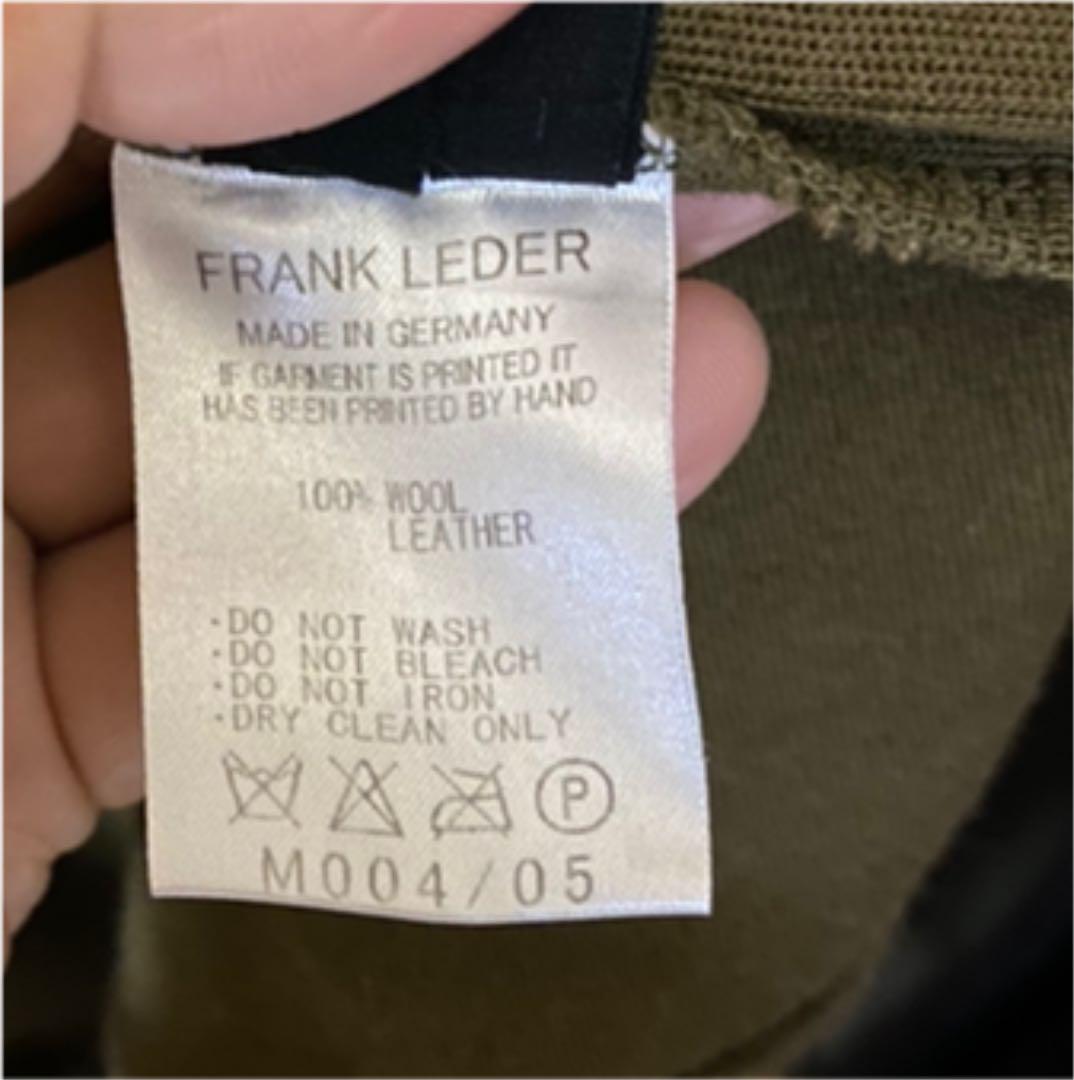 FRANK LEDER
MADE IN GERMANY
IF GARMENT IS PRINTED IT
HAS BEEN PRINTED BY HAND
100% WOOL
LEATHER
·DO NOT WASH
·DO NOT BLEACH
·DO NOT IRON
·DRY CLEAN ONLY
P
M004/05